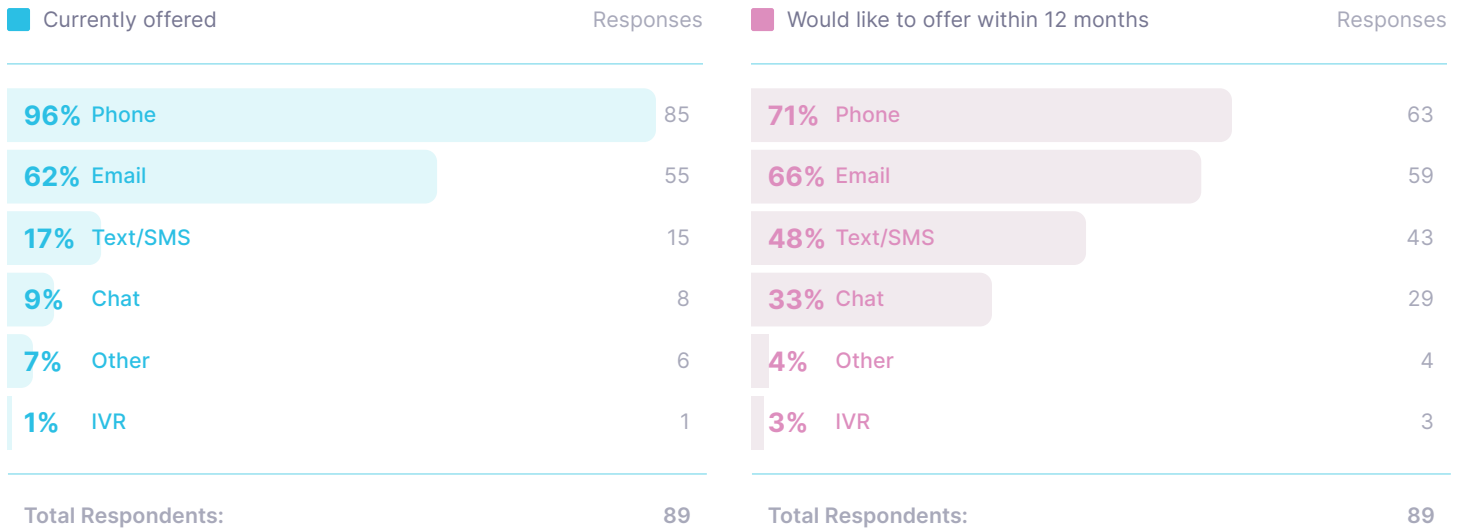 Currently offered Responses
96% Phone 85
62% Email 55
17% Text/SMS 15
9% Chat 8
7% Other 6
1% IVR 1
Total Respondents: 89
Would like to offer within 12 months Responses
71% Phone 63
66% Email 59
48% Text/SMS 43
33% Chat 29
4% Other 4
3% IVR 3
Total Respondents: 89